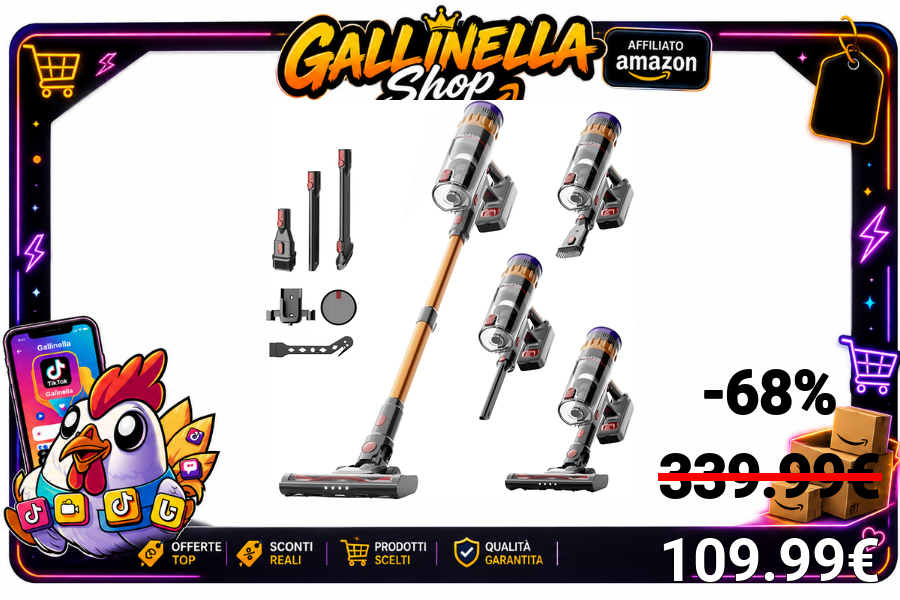 GALLINELLA
Shop
AFFILIATO
amazon
Gallinella
TikTok
Gallinella
-68%
339.99€
109.99€
OFFERTE
TOP
SCONTI
REALI
PRODOTTI
SCELTI
QUALITÀ
GARANTITA